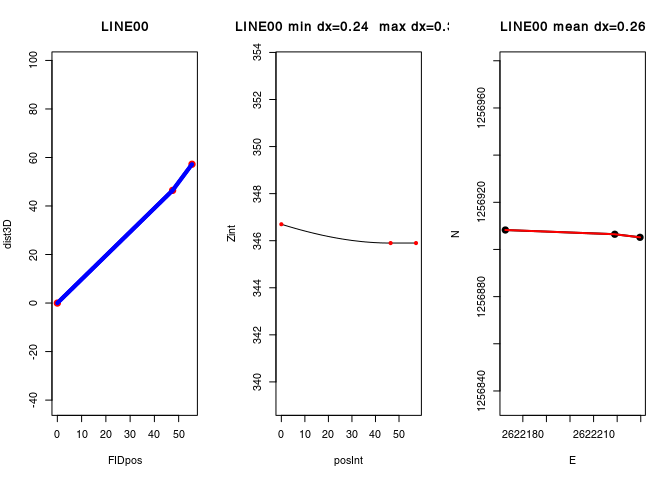 LINE00
dist3D
-40 0 20 40 60 80 100
-20
0 10 20 30 40 50
FIDpos
LINE00 min dx=0.24 max dx=0.
Zint
340 342 344 346 348 350 352 354
0 10 20 30 40 50
posInt
LINE00 mean dx=0.26
N
1256840 1256880 1256920 1256960
2622180 2622210
E